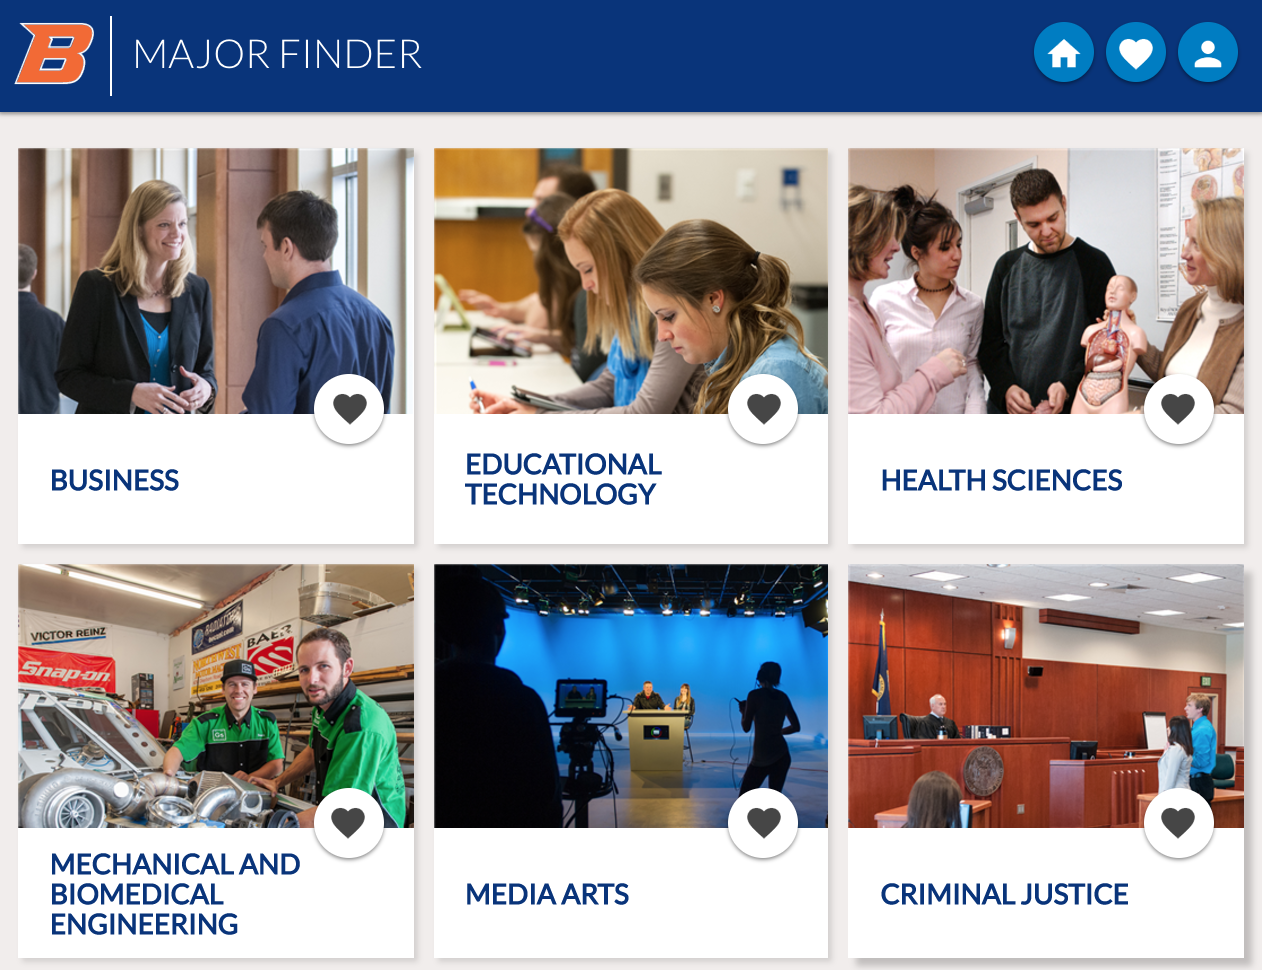 B
MAJOR FINDER
BUSINESS
EDUCATIONAL
TECHNOLOGY
HEALTH SCIENCES
VICTOR REINZ
Snap-on
BAER
MECHANICAL AND
BIOMEDICAL
ENGINEERING
MEDIA ARTS
CRIMINAL JUSTICE